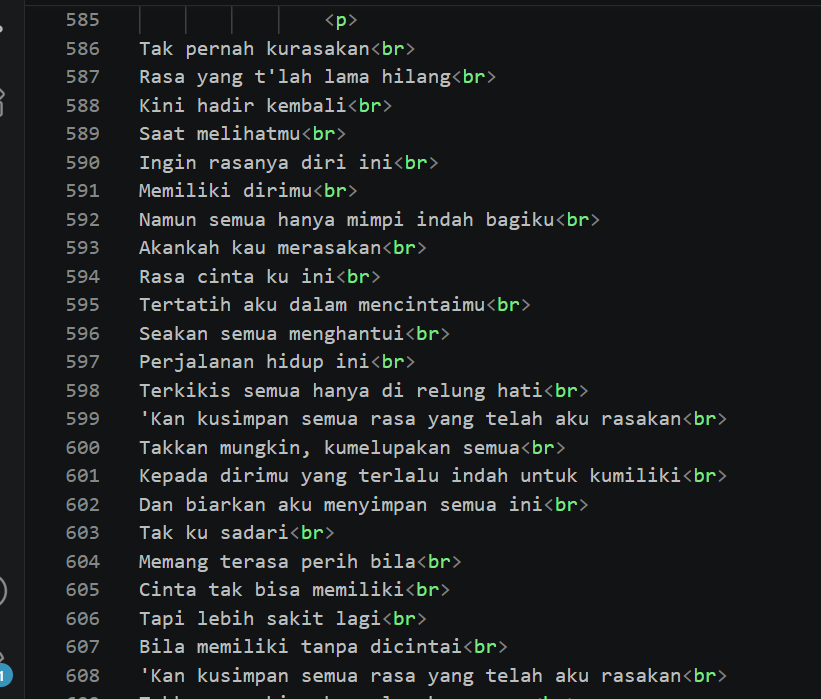 585 <p>
586 Tak pernah kurasakan<br>
587 Rasa yang t'lah lama hilang<br>
588 Kini hadir kembali<br>
589 Saat melihatmu<br>
590 Ingin rasanya diri ini<br>
591 Memiliki dirimu<br>
592 Namun semua hanya mimpi indah bagiku<br>
593 Akankah kau merasakan<br>
594 Rasa cinta ku ini<br>
595 Tertatih aku dalam mencintaimu<br>
596 Seakan semua menghantui<br>
597 Perjalanan hidup ini<br>
598 Terkikis semua hanya di relung hati<br>
599 'Kan kusimpan semua rasa yang telah aku rasakan<br>
600 Takkan mungkin, kumelupakan semua<br>
601 Kepada dirimu yang terlalu indah untuk kumiliki<br>
602 Dan biarkan aku menyimpan semua ini<br>
603 Tak ku sadari<br>
604 Memang terasa perih bila<br>
605 Cinta tak bisa memiliki<br>
606 Tapi lebih sakit lagi<br>
607 Bila memiliki tanpa dicintai<br>
608 'Kan kusimpan semua rasa yang telah aku rasakan<br>